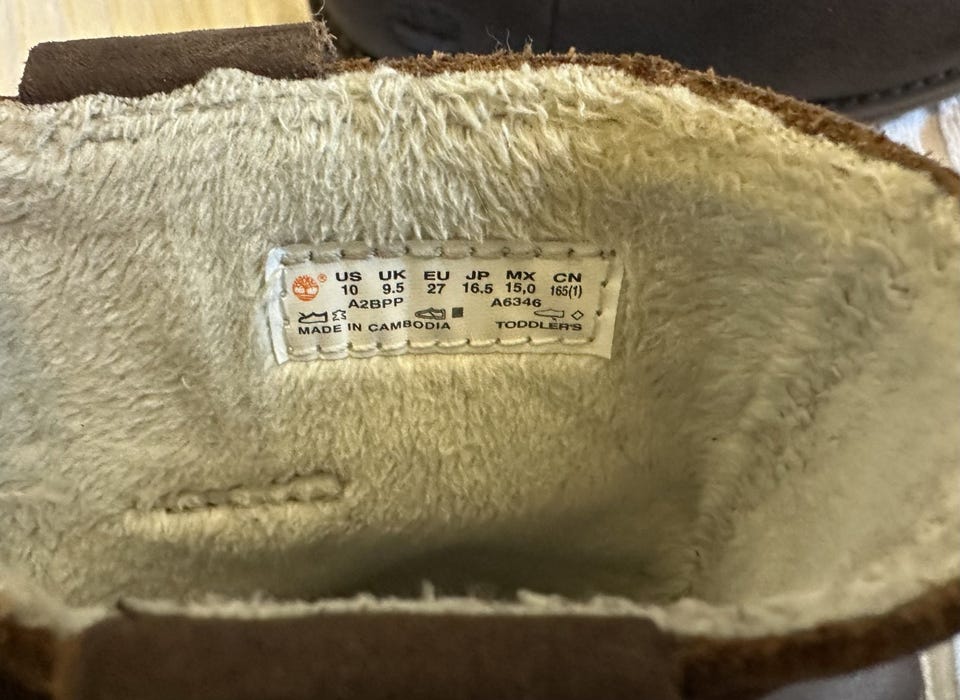 ® US UK EU JP MX CN
10 9.5 27 16.5 15,0 165(1)
A2BPP A6346
MADE IN CAMBODIA TODDLER'S